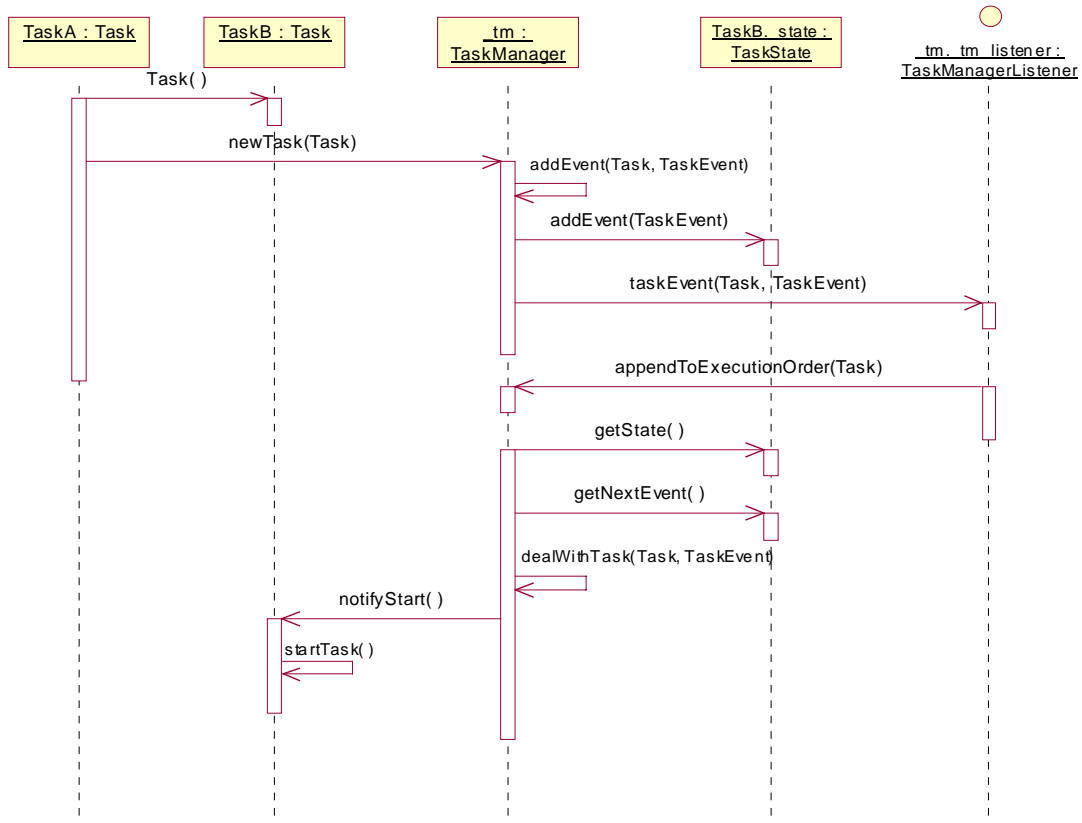 TaskA : Task
TaskB : Task
_tm :
TaskManager
TaskB._state :
TaskState
_tm._tm_listener :
TaskManagerListener
Task( )
newTask(Task)
addEvent(Task, TaskEvent)
addEvent(TaskEvent)
taskEvent(Task, TaskEvent)
appendToExecutionOrder(Task)
getState( )
getNextEvent( )
dealWithTask(Task, TaskEvent)
notifyStart( )
startTask( )